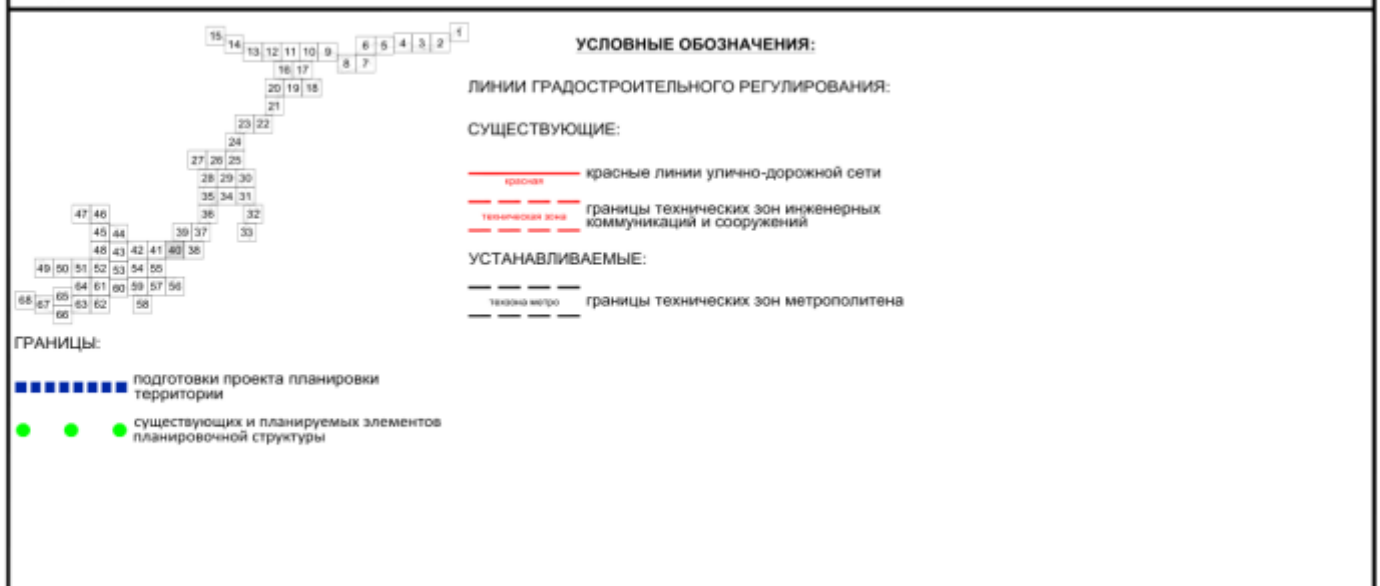 1
15 14 6 5 4 3 2
13 12 11 10 9 8 7
16 17
20 19 18
21
23 22
24
27 26 25
28 29 30
35 34 31
47 46 36 32
45 44 39 37 33
48 43 42 41 40 38
49 50 51 52 53 54 55
64 61 60 59 57 56
68 67 65 63 62 58
66
УСЛОВНЫЕ ОБОЗНАЧЕНИЯ:
ЛИНИИ ГРАДОСТРОИТЕЛЬНОГО РЕГУЛИРОВАНИЯ:
СУЩЕСТВУЮЩИЕ:
красная
красные линии улично-дорожной сети
техническая зона
границы технических зон инженерных
коммуникаций и сооружений
УСТАНАВЛИВАЕМЫЕ:
техзона метро
границы технических зон метрополитена
ГРАНИЦЫ:
подготовки проекта планировки
территории
существующих и планируемых элементов
планировочной структуры